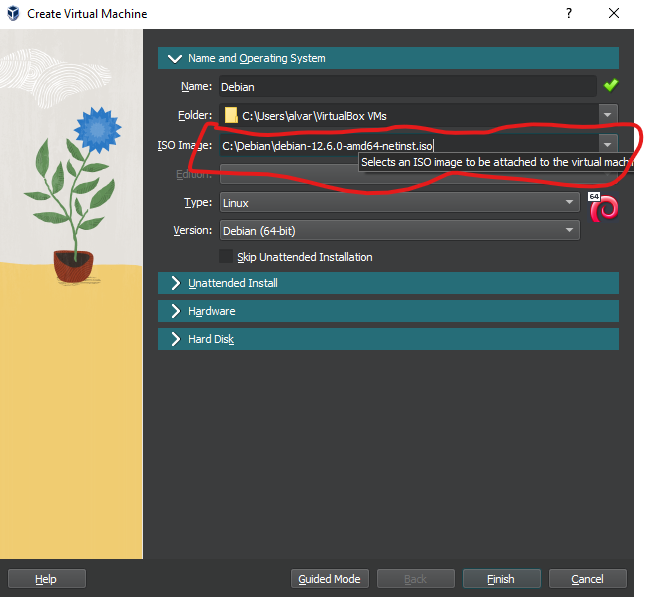 Create Virtual Machine
?
Name and Operating System
Name: Debian
Folder: C:\Users\alvar\VirtualBox VMs
ISO Image: C:\Debian\debian-12.6.0-amd64-netinst.iso
Selects an ISO image to be attached to the virtual machi
Edition:
Type: Linux
64
Version: Debian (64-bit)
Skip Unattended Installation
Unattended Install
Hardware
Hard Disk
Help Guided Mode Back Finish Cancel